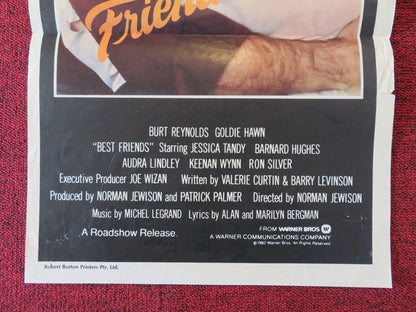 Frien
BURT REYNOLDS GOLDIE HAWN
"BEST FRIENDS" Starring JESSICA TANDY BARNARD HUGHES
AUDRA LINDLEY KEENAN WYNN RON SILVER
Executive Producer JOE WIZAN Written by VALERIE CURTIN & BARRY LEVINSON
Produced by NORMAN JEWISON and PATRICK PALMER Directed by NORMAN JEWISON
Music by MICHEL LEGRAND Lyrics by ALAN and MARILYN BERGMAN
A Roadshow Release.
FROM WARNER BROS
A WARNER COMMUNICATIONS COMPANY
©1982 Warner Bros. All Rights Reserved
Robert Burton Printers Pty. Ltd.